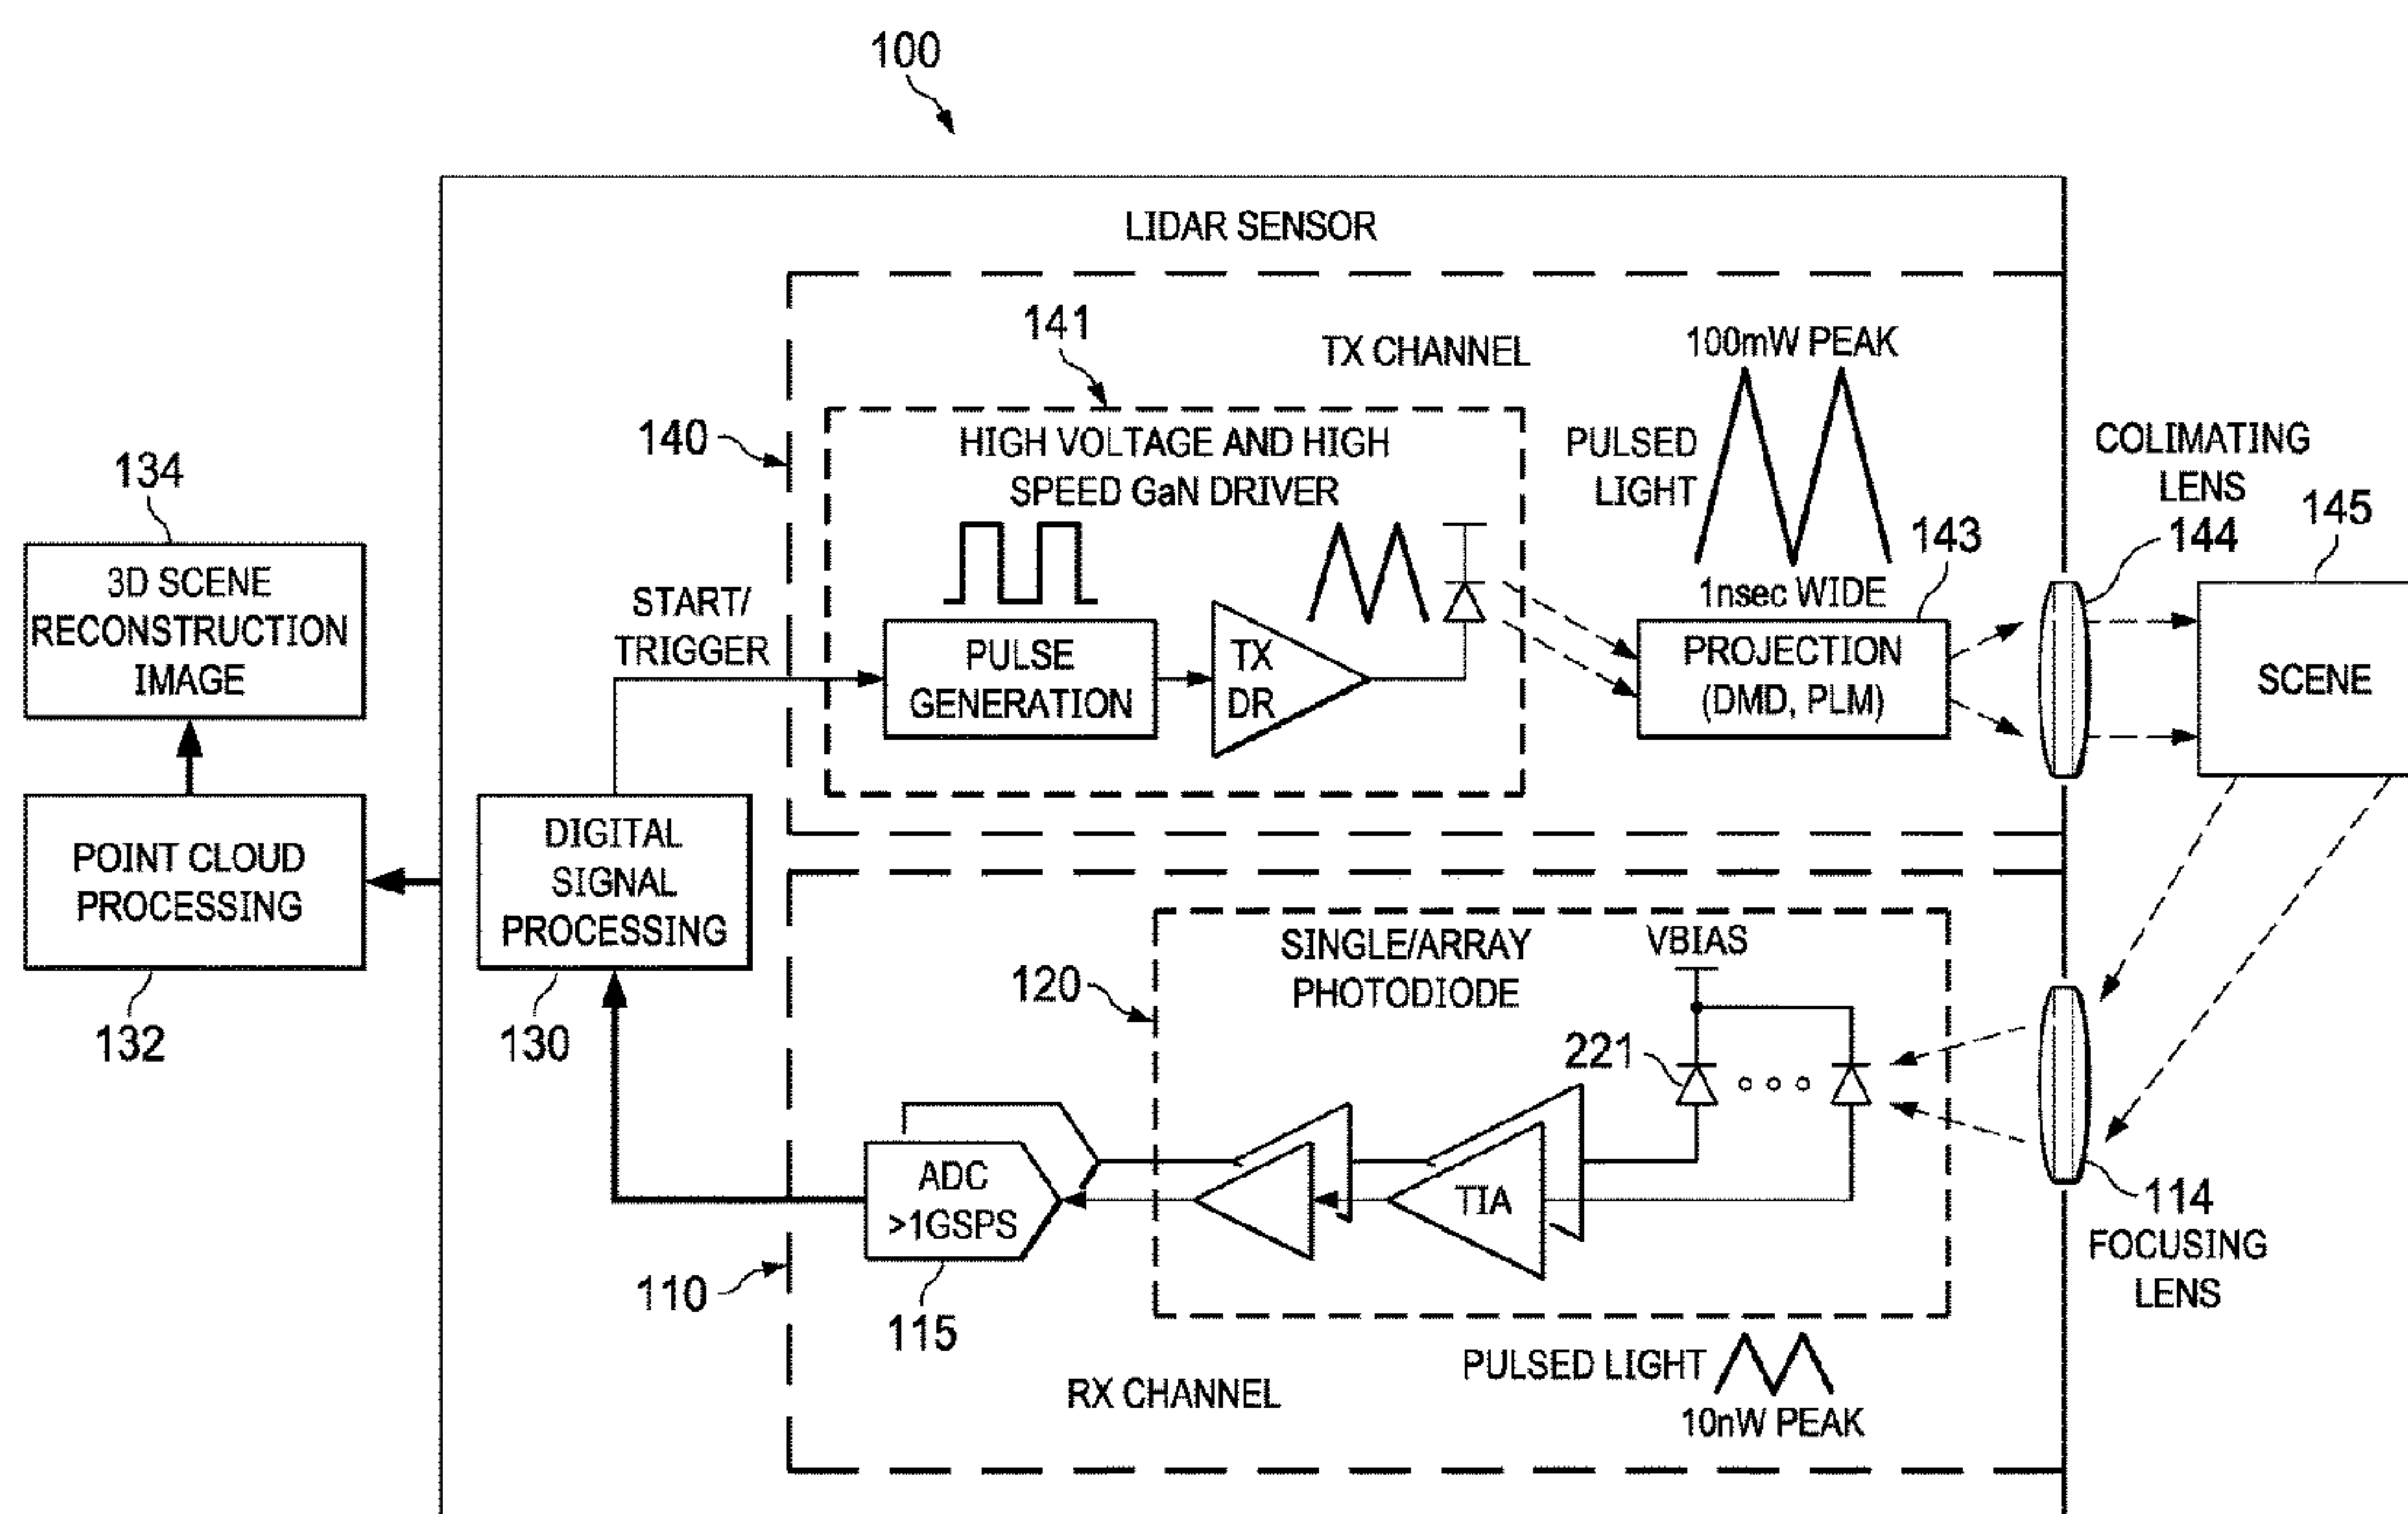 100
LIDAR SENSOR
141
TX CHANNEL
100mW PEAK
140
HIGH VOLTAGE AND HIGH
SPEED GaN DRIVER
PULSED
LIGHT
COLIMATING
LENS
144
145
134
3D SCENE
RECONSTRUCTION
IMAGE
START/
TRIGGER
PULSE
GENERATION
TX
DR
1nsec WIDE
143
PROJECTION
(DMD, PLM)
SCENE
POINT CLOUD
PROCESSING
132
DIGITAL
SIGNAL
PROCESSING
130
120
SINGLE/ARRAY
PHOTODIODE
VBIAS
221
ADC
>1GSPS
115
TIA
110
114
FOCUSING
LENS
RX CHANNEL
PULSED LIGHT
10nW PEAK